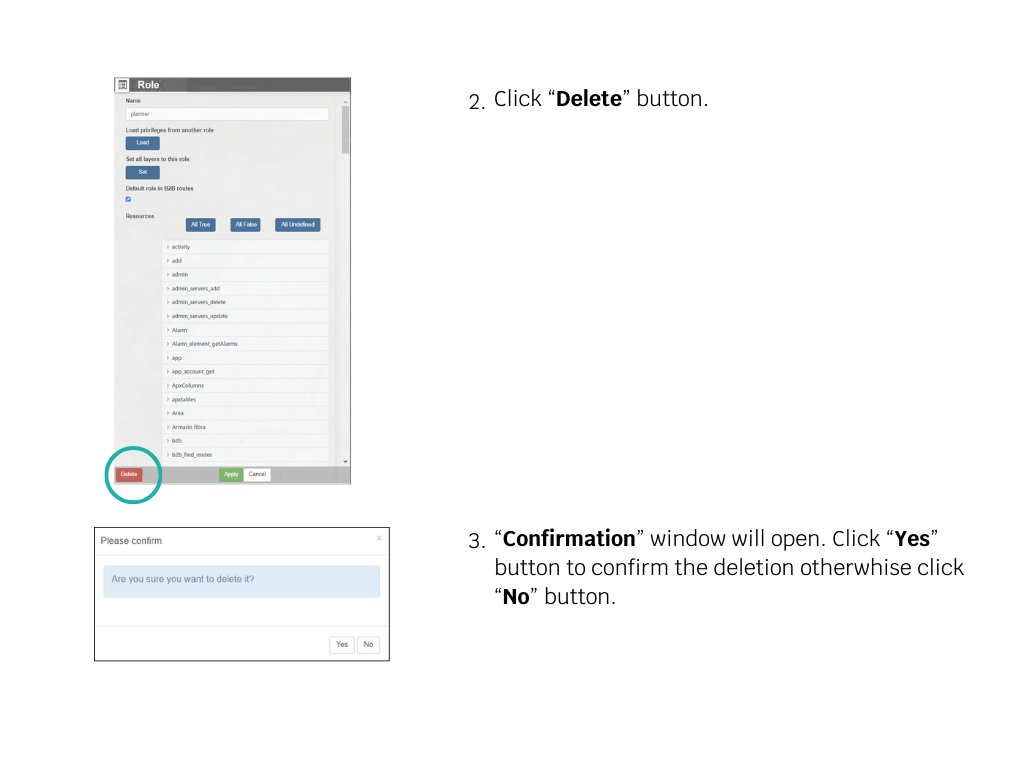 Role
Name
planner
Load privileges from another role
Load
Set all layers to this role
Set
Default role in B2B routes
Resources
All True
All False
All Undefined
activity
add
admin
admin_servers_add
admin_servers_delete
admin_servers_update
Alarm
Alarm_element_getAlarms
app
app_account_get
ApxColumns
apxtables
Area
Armario fibra
b2b
b2b_find_routes
Delete
Apply
Cancel
2. Click “Delete” button.
Please confirm
×
Are you sure you want to delete it?
Yes
No
3. “Confirmation” window will open. Click “Yes”
button to confirm the deletion otherwhise click
“No” button.